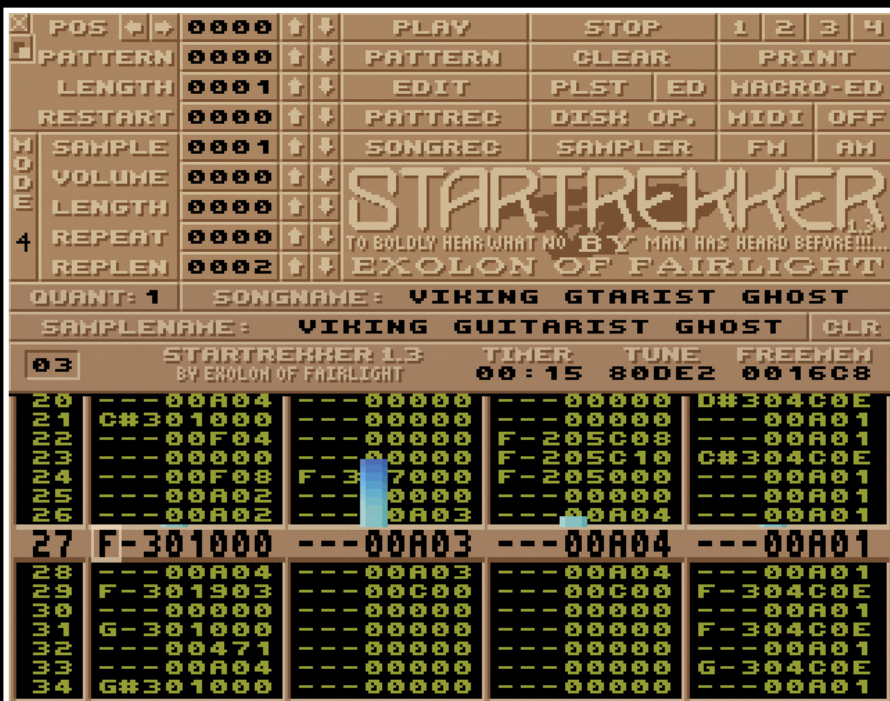 POS 0000 PLAY STOP 1 2 3 4
PATTERN 0000 PATTERN CLEAR PRINT
LENGTH 0001 EDIT PLST ED MACRO-ED
RESTART 0000 PATTREC DISK OP. MIDI OFF
MODE 4
SAMPLE 0001 SONGREC SAMPLER FM AM
VOLUME 0000
LENGTH 0000
REPEAT 0000
REPLEN 0002
STARTREKKER 1.3
TO BOLDLY HEAR WHAT NO BY MAN HAS HEARD BEFORE!!!...
EXOLON OF FAIRLIGHT
QUANT: 1 SONGNAME: VIKING GTARIST GHOST
SAMPLENAME: VIKING GUITARIST GHOST CLR
03 STARTREKKER 1.3 TIMER TUNE FREEMEM
BY EXOLON OF FAIRLIGHT 00:15 80DE2 0016C8
20 ---00A04 ---00000 ---00000 D#304C0E
21 C#301000 ---00000 ---00000 ---00A01
22 ---00F04 ---00000 F-205C08 ---00A01
23 ---00000 ---00000 F-205C10 C#304C0E
24 ---00F08 F-3 7000 F-205000 ---00A01
25 ---00A02 --- 0000 ---00000 ---00A01
26 ---00A02 --- 0A03 ---00A04 ---00A01
27 F-301000 ---00A03 ---00A04 ---00A01
28 ---00A04 ---00A03 ---00A04 ---00A01
29 F-301903 ---00C00 ---00C00 F-304C0E
30 ---00000 ---00000 ---00000 ---00A01
31 G-301000 ---00000 ---00000 F-304C0E
32 ---00471 ---00000 ---00000 ---00A01
33 ---00A04 ---00000 ---00000 G-304C0E
34 G#301000 ---00000 ---00000 ---00A01